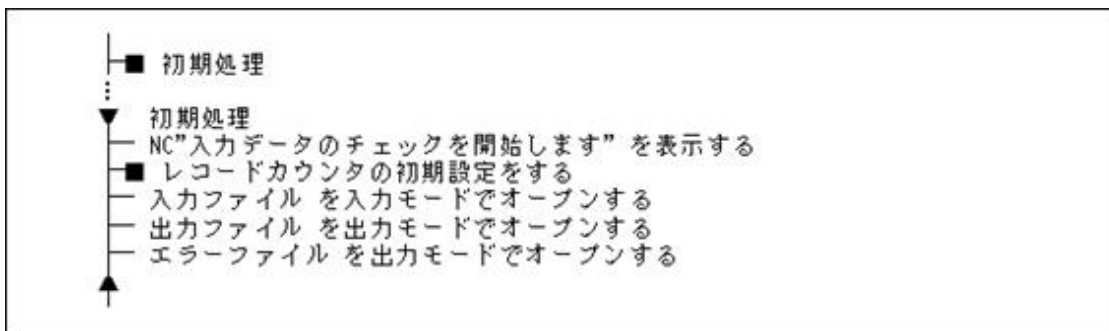 初期処理
初期処理
NC”入力データのチェックを開始します” を表示する
レコードカウンタの初期設定をする
入力ファイル を入力モードでオープンする
出力ファイル を出力モードでオープンする
エラーファイル を出力モードでオープンする